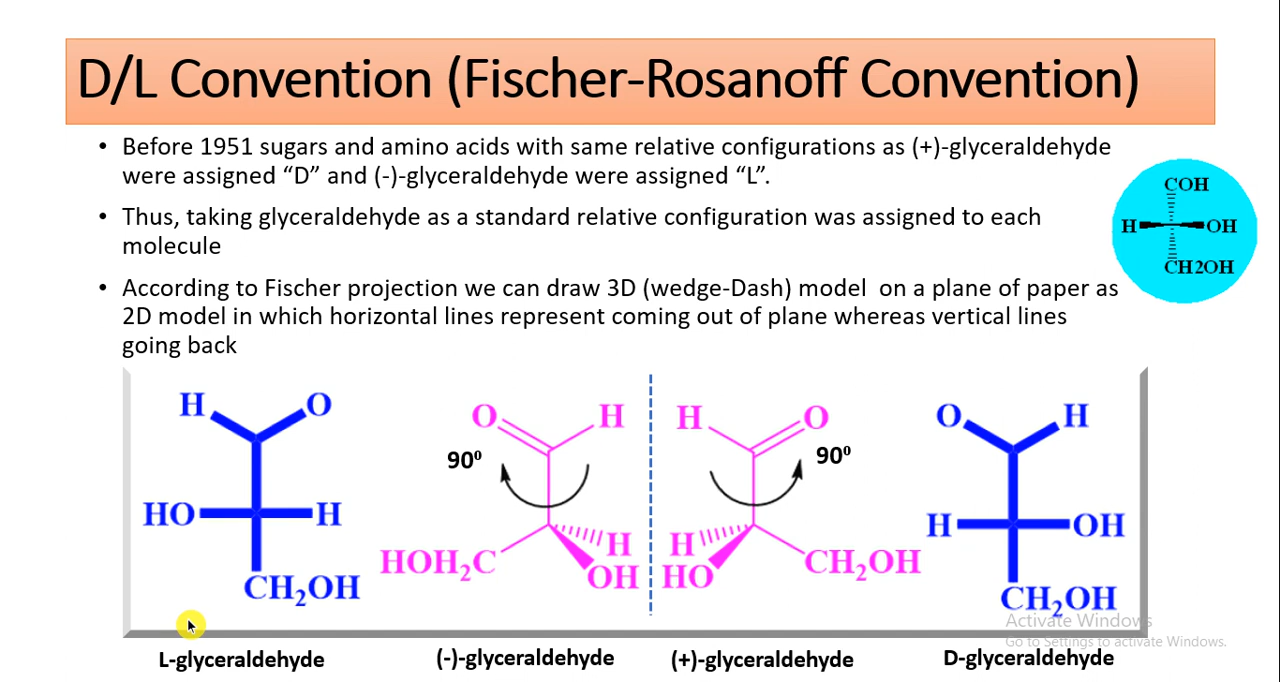 D/L Convention (Fischer-Rosanoff Convention)
• Before 1951 sugars and amino acids with same relative configurations as (+)-glyceraldehyde
were assigned “D” and (-)-glyceraldehyde were assigned “L”.
• Thus, taking glyceraldehyde as a standard relative configuration was assigned to each
molecule
• According to Fischer projection we can draw 3D (wedge-Dash) model on a plane of paper as
2D model in which horizontal lines represent coming out of plane whereas vertical lines
going back
COH
H OH
CH2OH
H O
HO H
CH₂OH
O H
90⁰
HOH₂C H
OH
H O
90⁰
H
HO CH₂OH
O H
H OH
CH₂OH
Activate Windows
Go to Settings to activate Windows.
L-glyceraldehyde (-)-glyceraldehyde (+)-glyceraldehyde D-glyceraldehyde